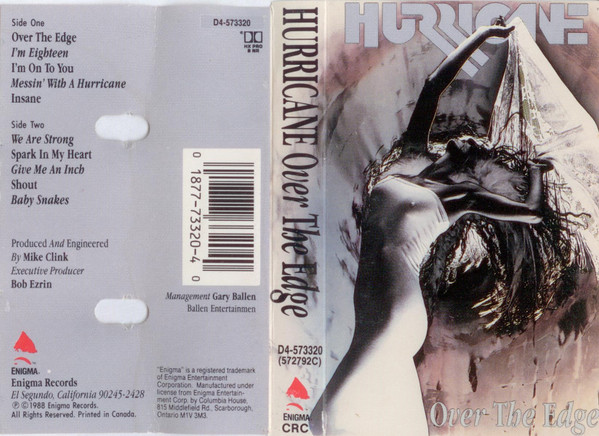 Side One
Over The Edge
I'm Eighteen
I'm On To You
Messin' With A Hurricane
Insane
Side Two
We Are Strong
Spark In My Heart
Give Me An Inch
Shout
Baby Snakes
Produced And Engineered
By Mike Clink
Executive Producer
Bob Ezrin
ENIGMA
Enigma Records
El Segundo, California 90245-2428
Ⓟ © 1988 Enigma Records.
All Rights Reserved. Printed in Canada.
D4-573320
HX PRO
B NR
0 1877-73320-4 0
Management Gary Ballen
Ballen Entertainmen
"Enigma" is a registered trademark
of Enigma Entertainment
Corporation. Manufactured under
license from Enigma Entertain-
ment Corp. by Columbia House,
815 Middlefield Rd., Scarborough,
Ontario M1V 3M3.
HURRICANE Over The Edge
D4-573320
(572792C)
ENIGMA
CRC
HURRICANE
Over The Edge